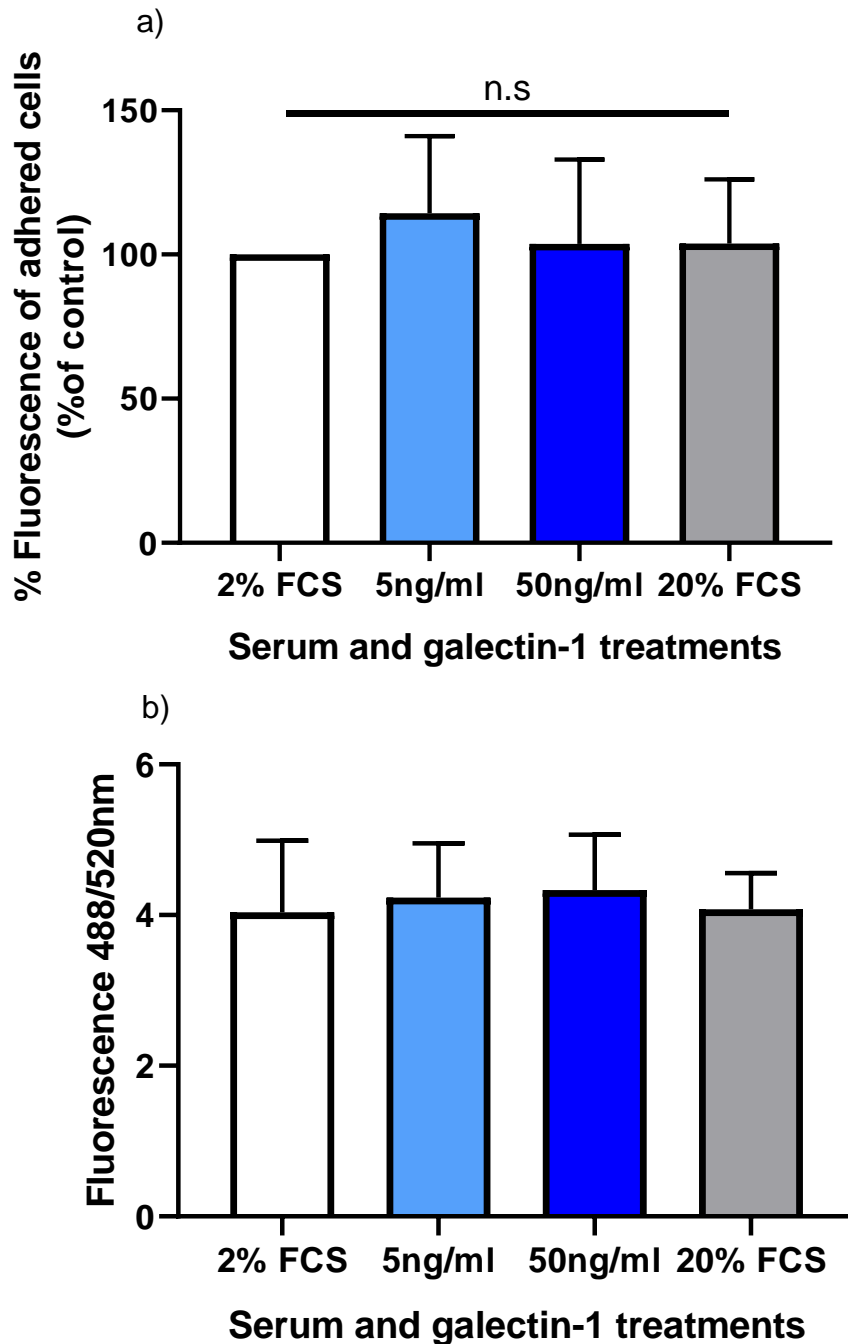 a)
n.s
% Fluorescence of adhered cells
(%of control)
150
100
50
0
2% FCS 5ng/ml 50ng/ml 20% FCS
Serum and galectin-1 treatments
b)
Fluorescence 488/520nm
6
4
2
0
2% FCS 5ng/ml 50ng/ml 20% FCS
Serum and galectin-1 treatments